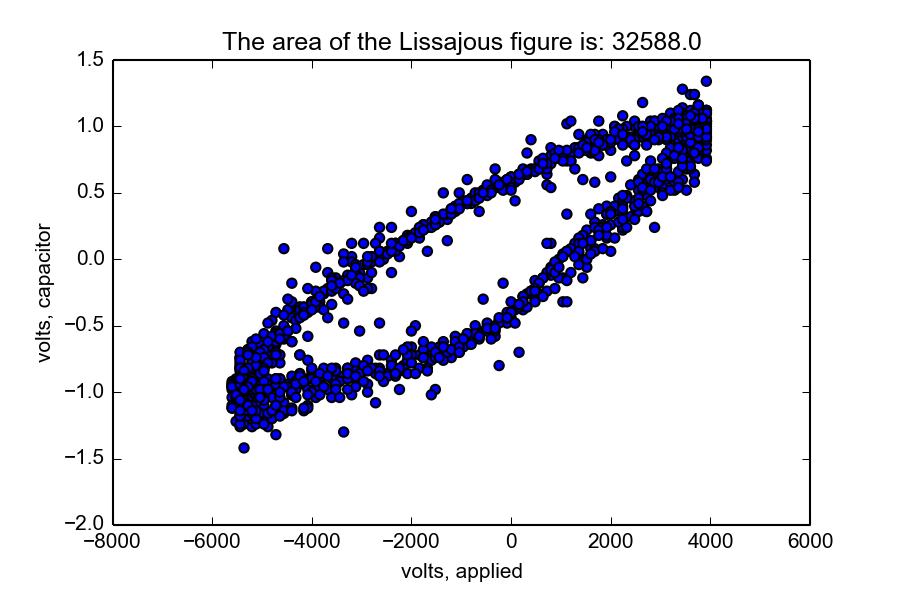 The area of the Lissajous figure is: 32588.0
1.5
1.0
0.5
0.0
−0.5
−1.0
−1.5
−2.0
−8000 −6000 −4000 −2000 0 2000 4000 6000
volts, capacitor
volts, applied